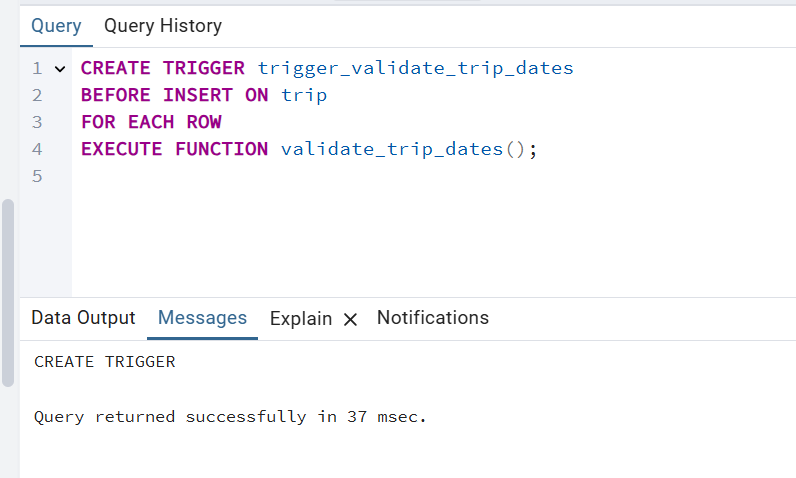 Query Query History
1 CREATE TRIGGER trigger_validate_trip_dates
2 BEFORE INSERT ON trip
3 FOR EACH ROW
4 EXECUTE FUNCTION validate_trip_dates();
5
Data Output Messages Explain Notifications
CREATE TRIGGER
Query returned successfully in 37 msec.